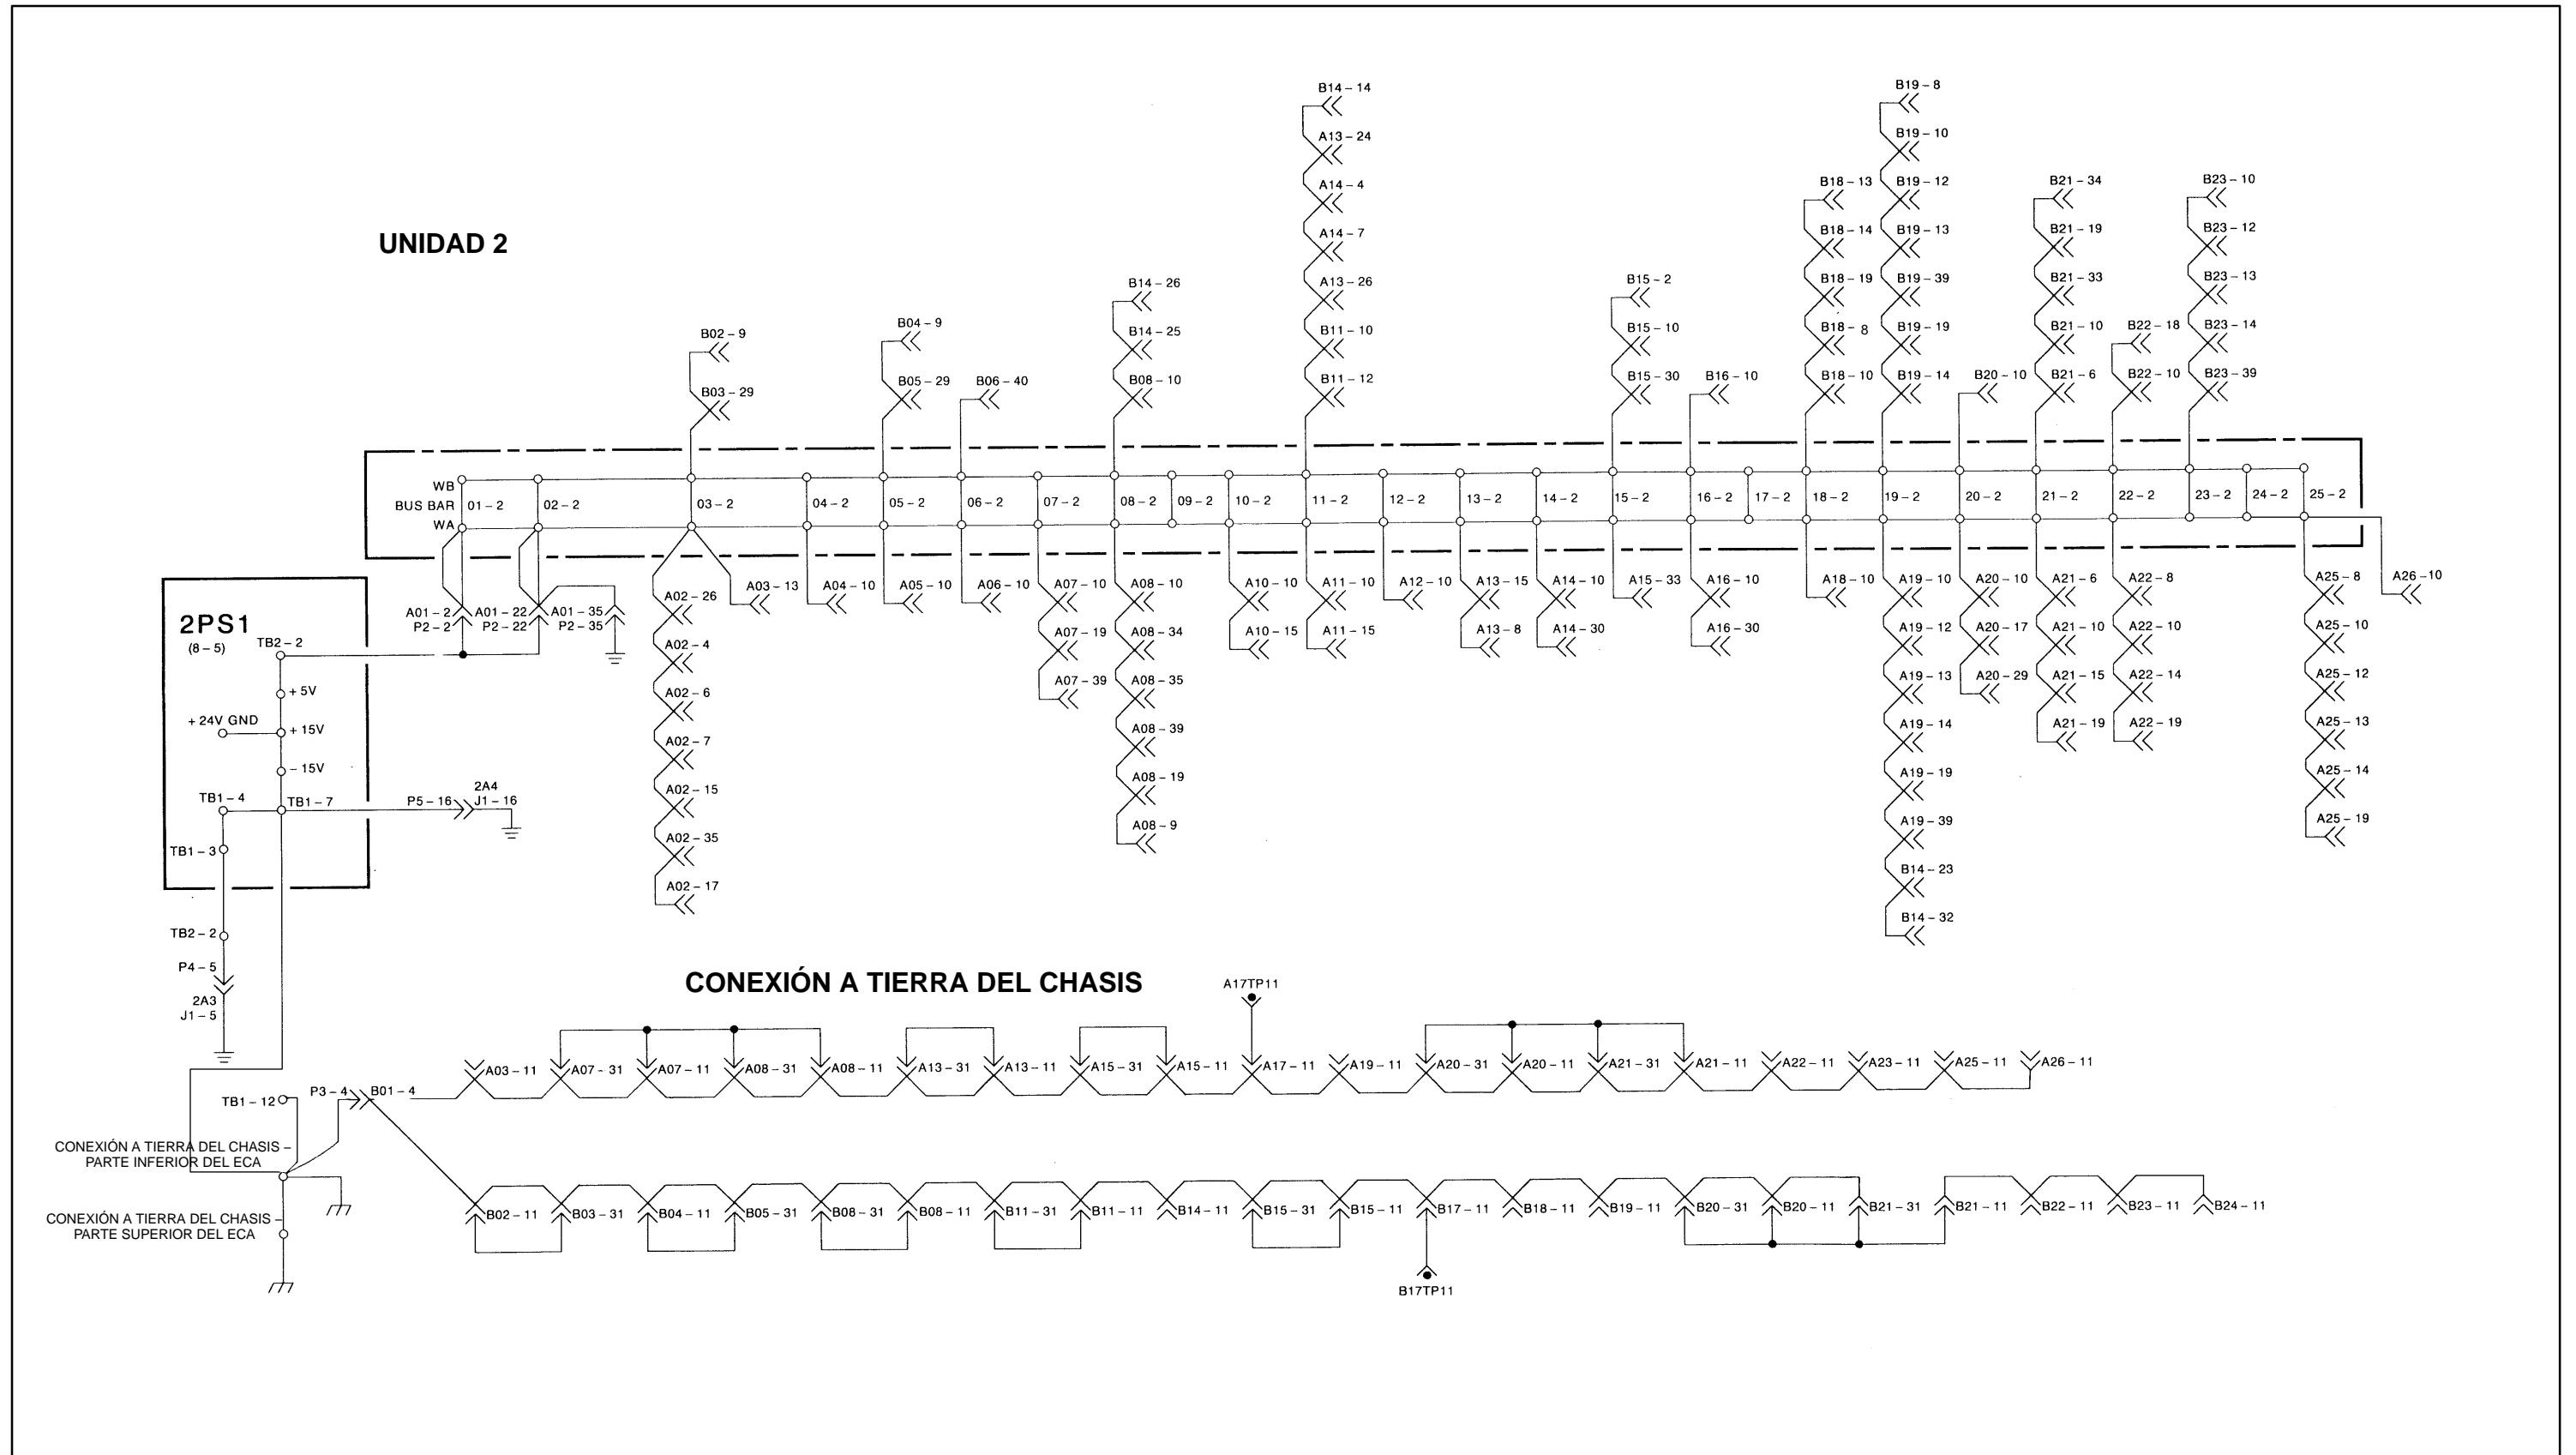 UNIDAD 2
B14 – 14
A13 – 24
A14 – 4
A14 – 7
A13 – 26
B11 – 10
B11 – 12
B19 – 8
B19 – 10
B19 – 12
B19 – 13
B19 – 39
B19 – 19
B19 – 14
B18 – 13
B18 – 14
B18 – 19
B18 – 8
B18 – 10
B21 – 34
B21 – 19
B21 – 33
B21 – 10
B21 – 6
B23 – 10
B23 – 12
B23 – 13
B23 – 14
B23 – 39
B22 – 18
B22 – 10
B20 – 10
B02 – 9
B03 – 29
B04 – 9
B05 – 29
B06 – 40
B14 – 26
B14 – 25
B08 – 10
B15 – 2
B15 – 10
B15 – 30
B16 – 10
WB
BUS BAR
WA
01 – 2
02 – 2
03 – 2
04 – 2
05 – 2
06 – 2
07 – 2
08 – 2
09 – 2
10 – 2
11 – 2
12 – 2
13 – 2
14 – 2
15 – 2
16 – 2
17 – 2
18 – 2
19 – 2
20 – 2
21 – 2
22 – 2
23 – 2
24 – 2
25 – 2
2PS1
(8 – 5)
TB2 – 2
+ 5V
+ 24V GND
+ 15V
– 15V
TB1 – 4
TB1 – 7
TB1 – 3
TB2 – 2
P4 – 5
2A3
J1 – 5
P5 – 16
2A4
J1 – 16
A01 – 2
P2 – 2
A01 – 22
P2 – 22
A01 – 35
P2 – 35
A02 – 26
A02 – 4
A02 – 6
A02 – 7
A02 – 15
A02 – 35
A02 – 17
A03 – 13
A04 – 10
A05 – 10
A06 – 10
A07 – 10
A07 – 19
A07 – 39
A08 – 10
A08 – 34
A08 – 35
A08 – 39
A08 – 19
A08 – 9
A10 – 10
A10 – 15
A11 – 10
A11 – 15
A12 – 10
A13 – 15
A13 – 8
A14 – 10
A14 – 30
A15 – 33
A16 – 10
A16 – 30
A18 – 10
A19 – 10
A19 – 12
A19 – 13
A19 – 14
A19 – 19
A19 – 39
B14 – 23
B14 – 32
A20 – 10
A20 – 17
A20 – 29
A21 – 6
A21 – 10
A21 – 15
A21 – 19
A22 – 8
A22 – 10
A22 – 14
A22 – 19
A25 – 8
A25 – 10
A25 – 12
A25 – 13
A25 – 14
A25 – 19
A26 – 10
CONEXIÓN A TIERRA DEL CHASIS
A17TP11
A03 – 11
A07 – 31
A07 – 11
A08 – 31
A08 – 11
A13 – 31
A13 – 11
A15 – 31
A15 – 11
A17 – 11
A19 – 11
A20 – 31
A20 – 11
A21 – 31
A21 – 11
A22 – 11
A23 – 11
A25 – 11
A26 – 11
TB1 – 12
P3 – 4
B01 – 4
CONEXIÓN A TIERRA DEL CHASIS –
PARTE INFERIOR DEL ECA
CONEXIÓN A TIERRA DEL CHASIS –
PARTE SUPERIOR DEL ECA
B02 – 11
B03 – 31
B04 – 11
B05 – 31
B08 – 31
B08 – 11
B11 – 31
B11 – 11
B14 – 11
B15 – 31
B15 – 11
B17 – 11
B18 – 11
B19 – 11
B20 – 31
B20 – 11
B21 – 31
B21 – 11
B22 – 11
B23 – 11
B24 – 11
B17TP11